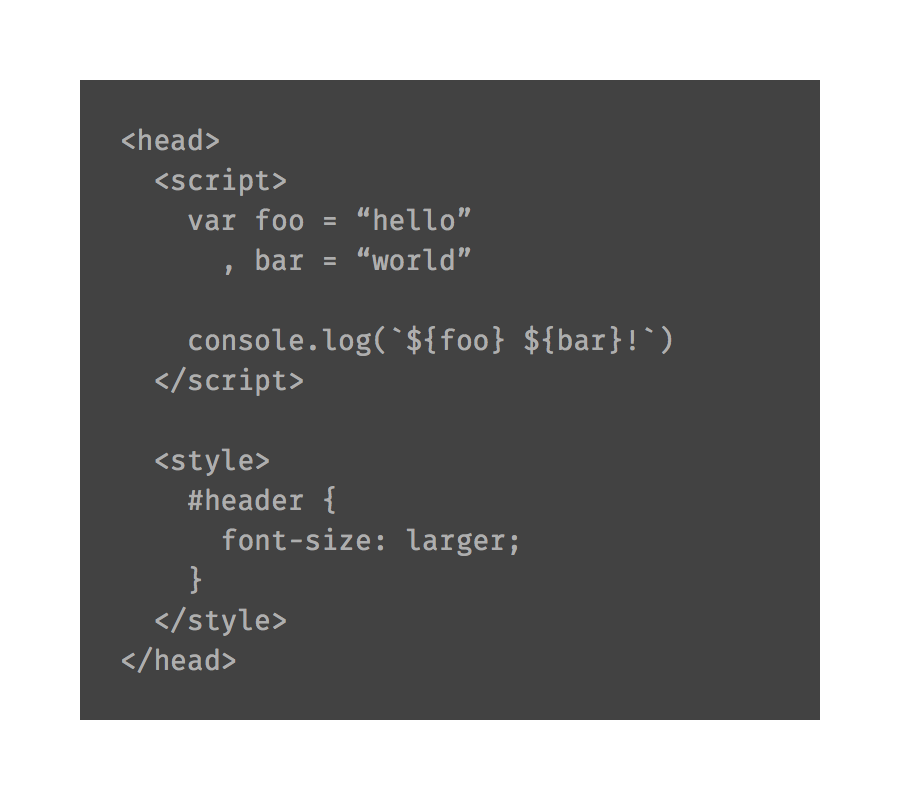 <head>
  <script>
    var foo = “hello”
      , bar = “world”

    console.log(`${foo} ${bar}!`)
  </script>

  <style>
    #header {
      font-size: larger;
    }
  </style>
</head>